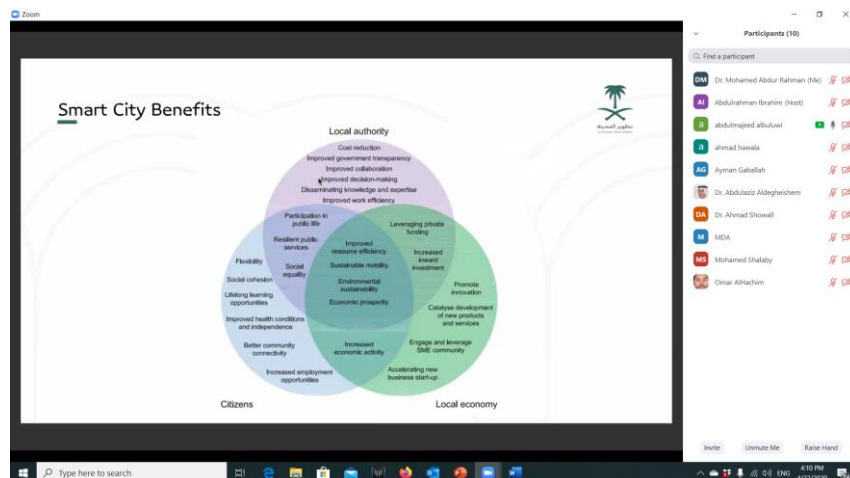 Zoom
Smart City Benefits
Local authority
Cost reduction
Improved government transparency
Improved collaboration
Improved decision-making
Disseminating knowledge and expertise
Improved work efficiency
Participation in
public life
Resilient public
services
Social
equality
Leveraging private
funding
Increased
inward
investment
Improved
resource efficiency
Sustainable mobility
Environmental
sustainability
Economic prosperity
Flexibility
Social cohesion
Lifelong learning
opportunities
Improved health conditions
and independence
Better community
connectivity
Increased employment
opportunities
Increased
economic activity
Promote
innovation
Catalyse development
of new products
and services
Engage and leverage
SME community
Accelerating new
business start-up
Citizens
Local economy
Participants (10)
Find a participant
DM Dr. Mohamed Abdur Rahman (Me)
AI Abdulrahman Ibrahim (Host)
a abdulmajeed albuluwi
a ahmad hawala
AG Ayman Gaballah
Dr. Abdulaziz Aldegheishem
DA Dr. Ahmad Showail
M MDA
MS Mohamed Shalaby
Omar AlHachim
Invite
Unmute Me
Raise Hand
Type here to search
ENG
4:10 PM